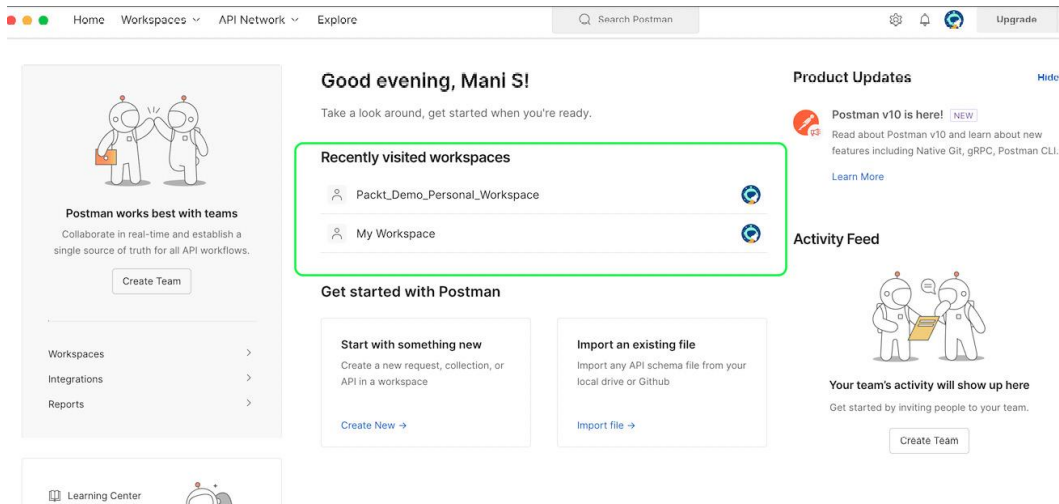 Home Workspaces API Network Explore
Search Postman
Upgrade
Postman works best with teams
Collaborate in real-time and establish a
single source of truth for all API workflows.
Create Team
Workspaces
Integrations
Reports
Learning Center
Good evening, Mani S!
Take a look around, get started when you're ready.
Recently visited workspaces
Packt_Demo_Personal_Workspace
My Workspace
Get started with Postman
Start with something new
Create a new request, collection, or
API in a workspace
Create New →
Import an existing file
Import any API schema file from your
local drive or Github
Import file →
Product Updates
Hide
Postman v10 is here! NEW
Read about Postman v10 and learn about new
features including Native Git, gRPC, Postman CLI.
Learn More
Activity Feed
Your team's activity will show up here
Get started by inviting people to your team.
Create Team